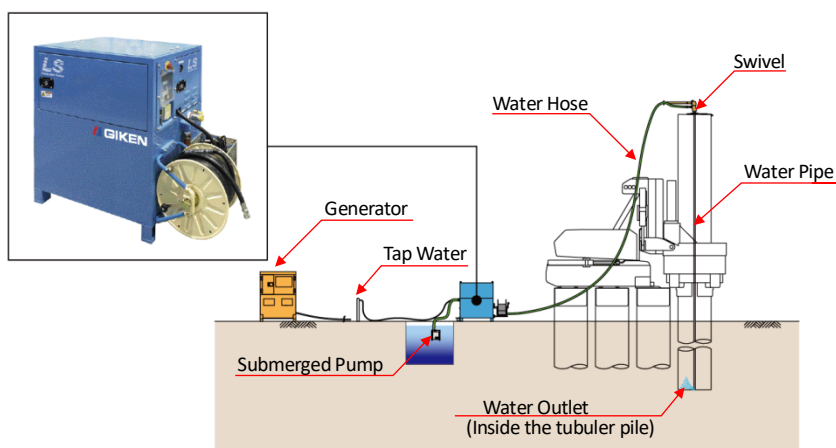 LS
LS
GIKEN
Swivel
Water Hose
Water Pipe
Generator
Tap Water
Submerged Pump
Water Outlet
(Inside the tubuler pile)